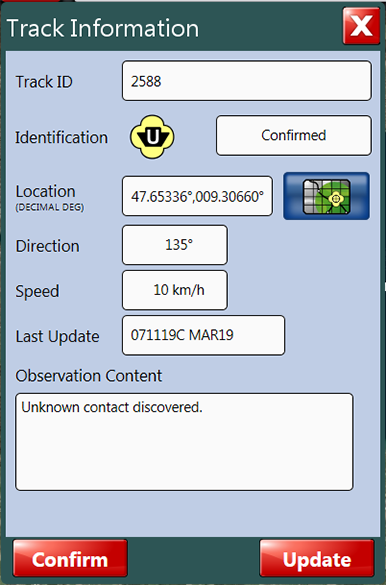 Track Information
X
Track ID
2588
Identification
U
Confirmed
Location
(DECIMAL DEG)
47.65336°,009.30660°
Direction
135°
Speed
10 km/h
Last Update
071119C MAR19
Observation Content
Unknown contact discovered.
Confirm
Update